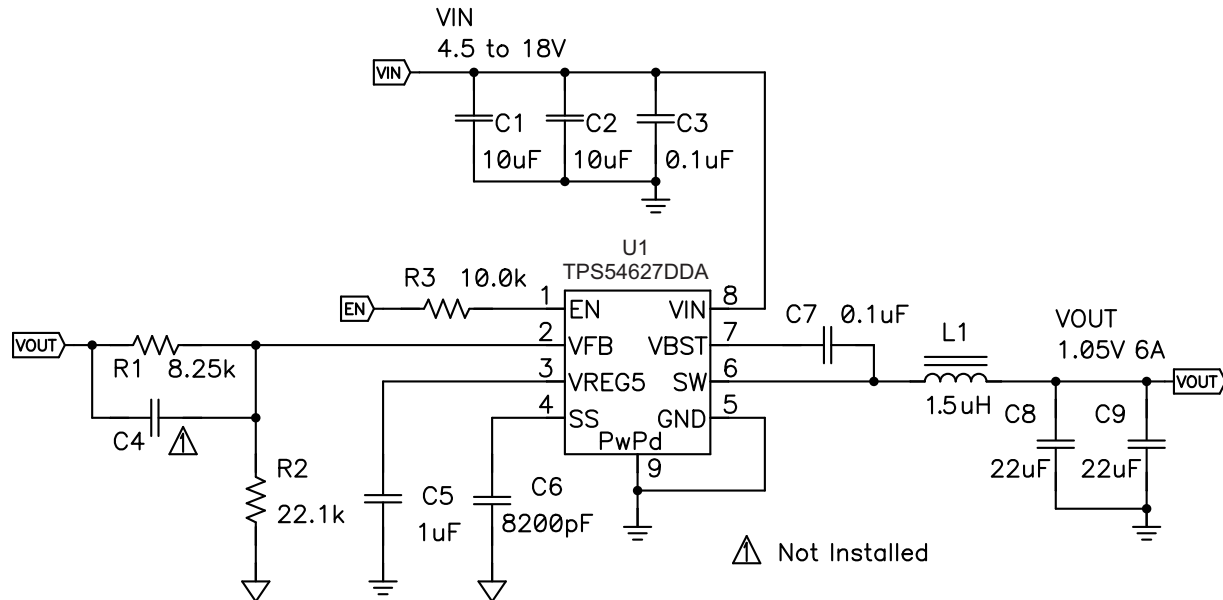 VIN
4.5 to 18V
VIN
C1
C2
C3
10uF
10uF
0.1uF
U1
TPS54627DDA
R3 10.0k
EN
1
EN
VIN
8
C7 0.1uF
VOUT
1.05V 6A
L1
VOUT
R1 8.25k
2
VFB
VBST
7
3
VREG5
SW
6
1.5uH
VOUT
4
SS
GND
5
C8
C9
22uF
22uF
C4
1
PwPd
9
R2
22.1k
C5
1uF
C6
8200pF
1 Not Installed